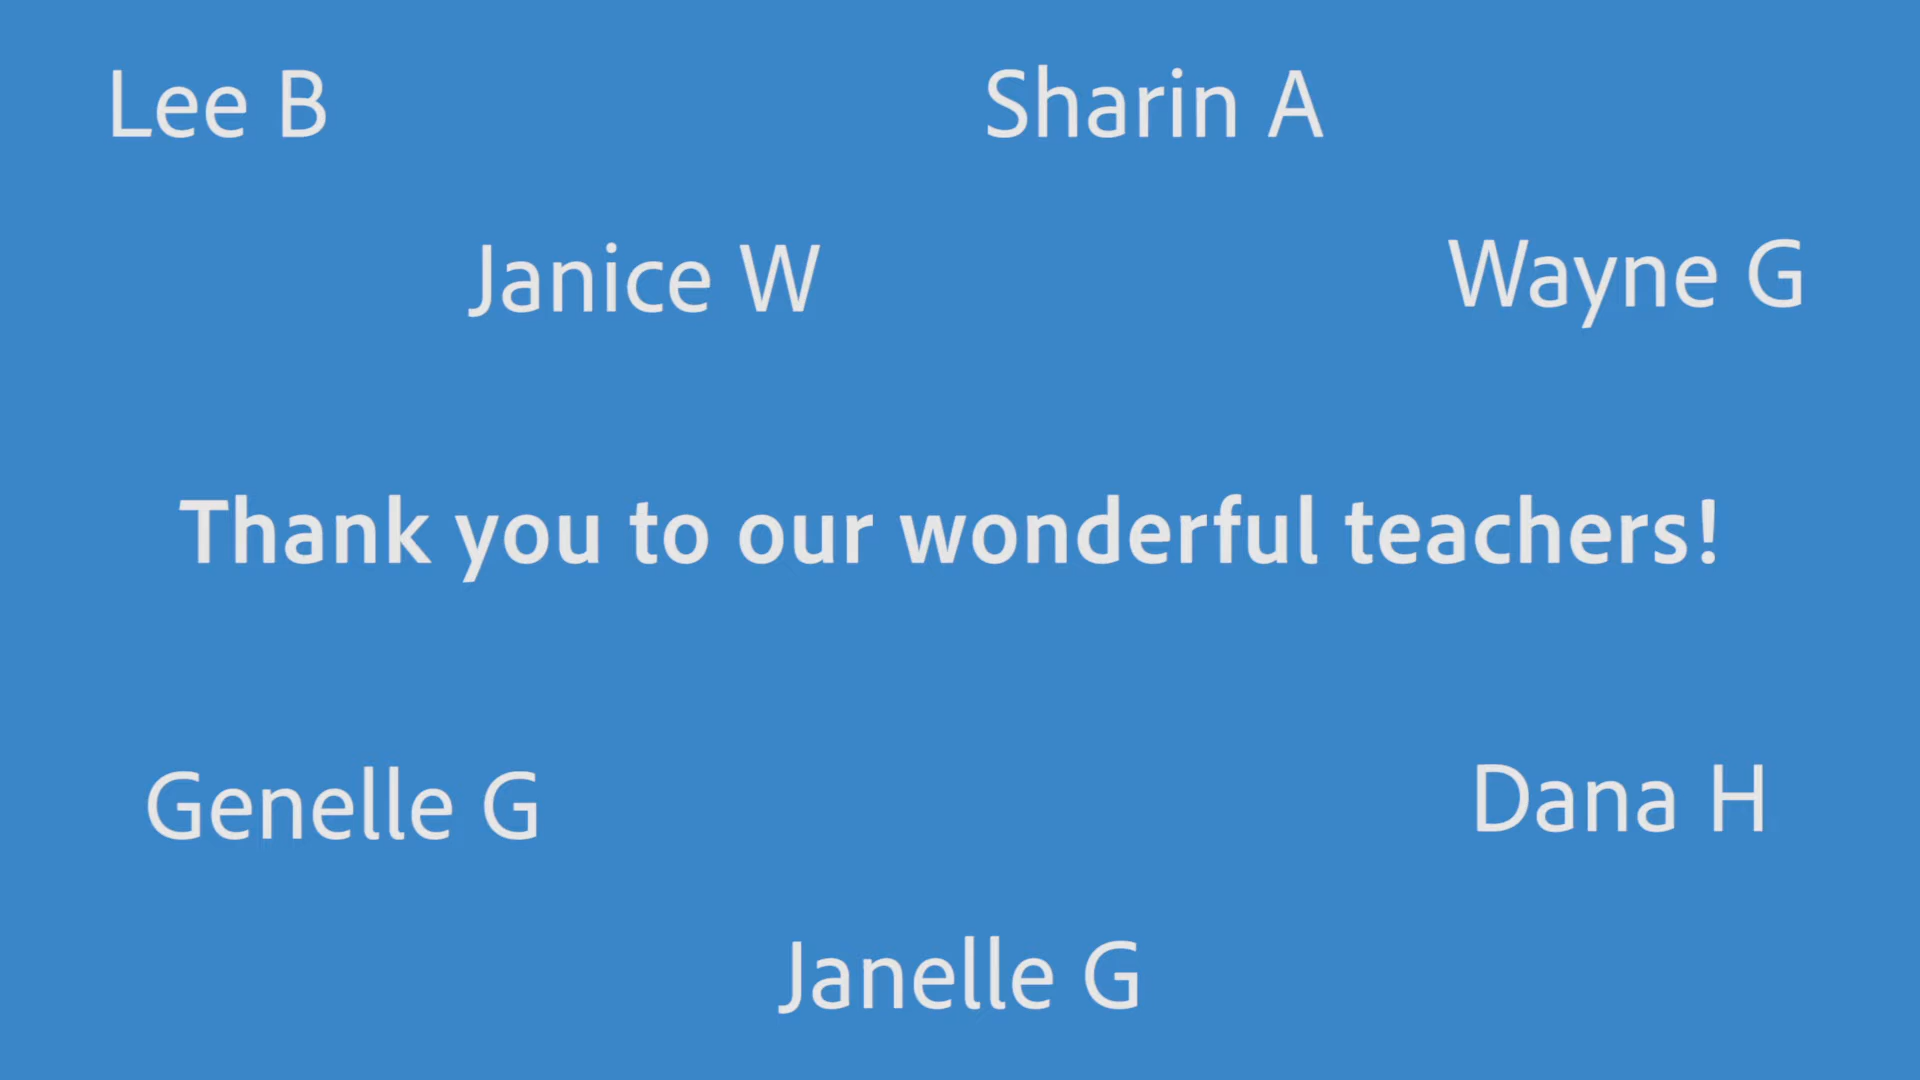 Lee B
Sharin A
Janice W
Wayne G
Thank you to our wonderful teachers!
Genelle G
Dana H
Janelle G